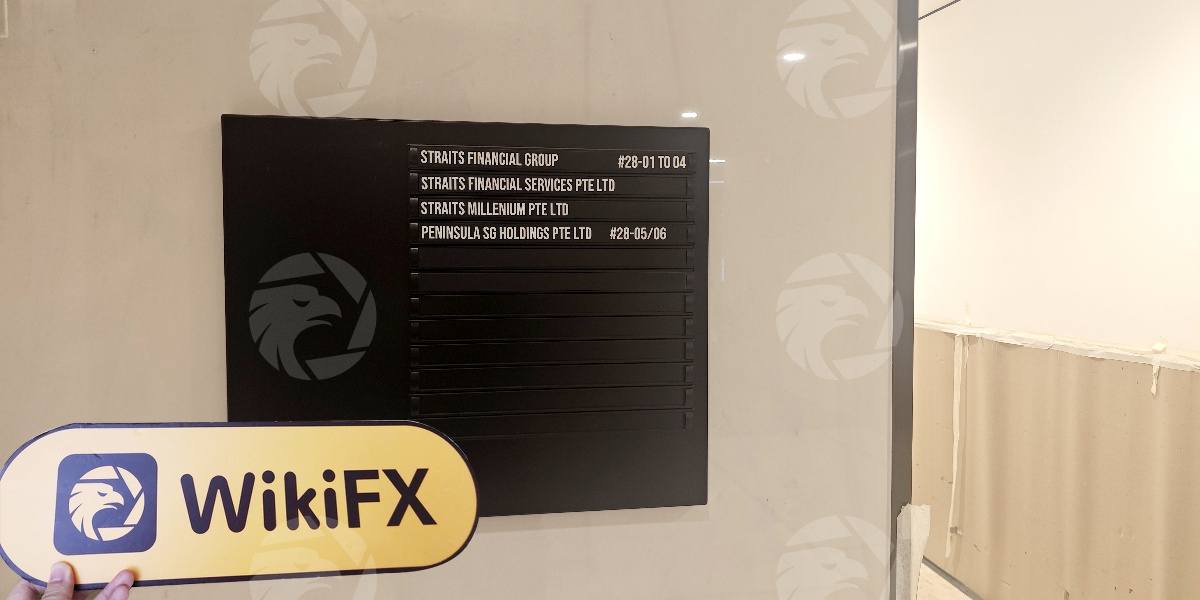 STRAITS FINANCIAL GROUP #28-01 TO 04
STRAITS FINANCIAL SERVICES PTE LTD
STRAITS MILLENIUM PTE LTD
PENINSULA SG HOLDINGS PTE LTD #28-05/06
WikiFX